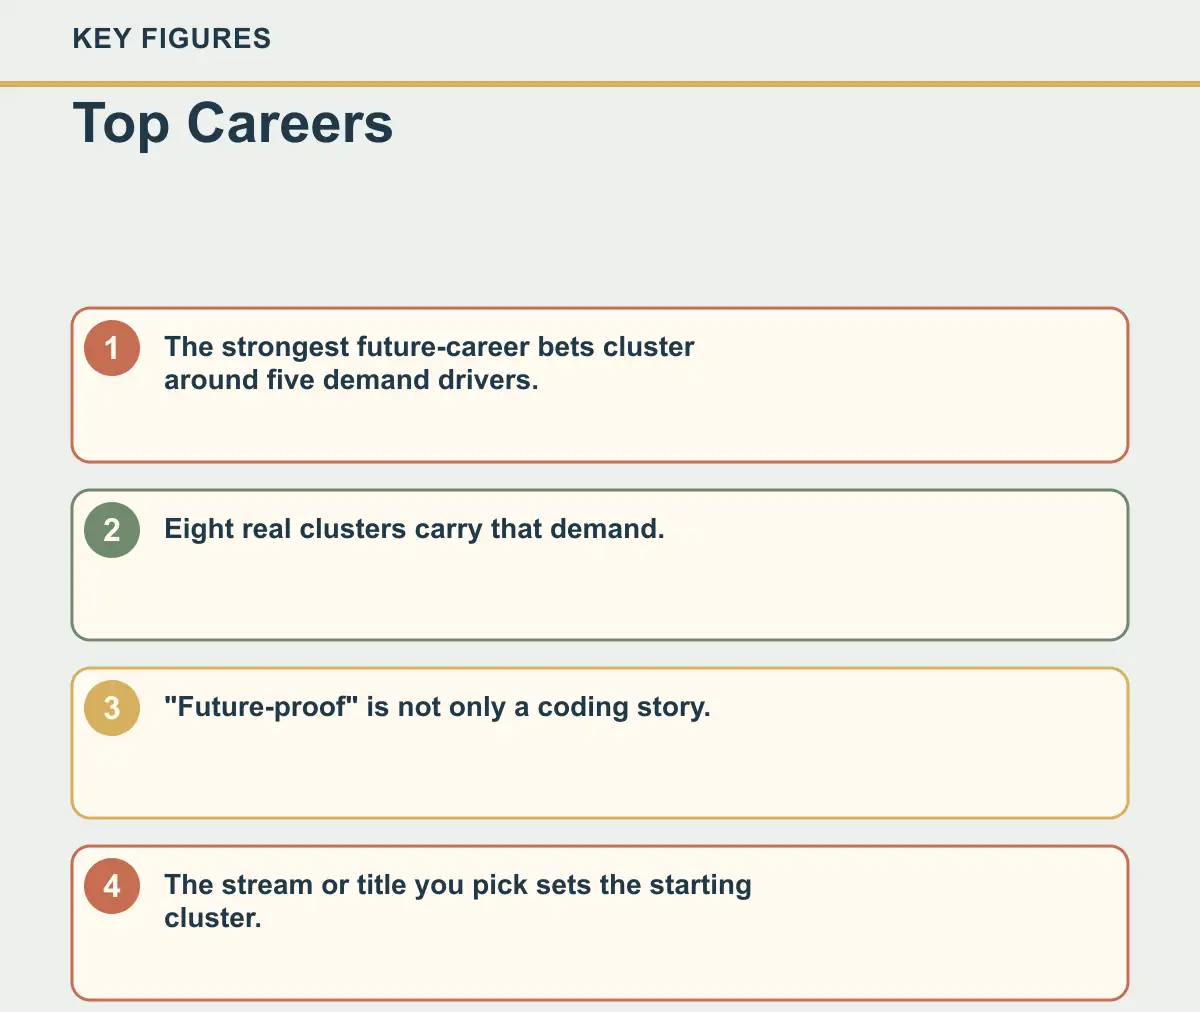 KEY FIGURES
Top Careers
1
The strongest future-career bets cluster
around five demand drivers.
2
Eight real clusters carry that demand.
3
"Future-proof" is not only a coding story.
4
The stream or title you pick sets the starting
cluster.